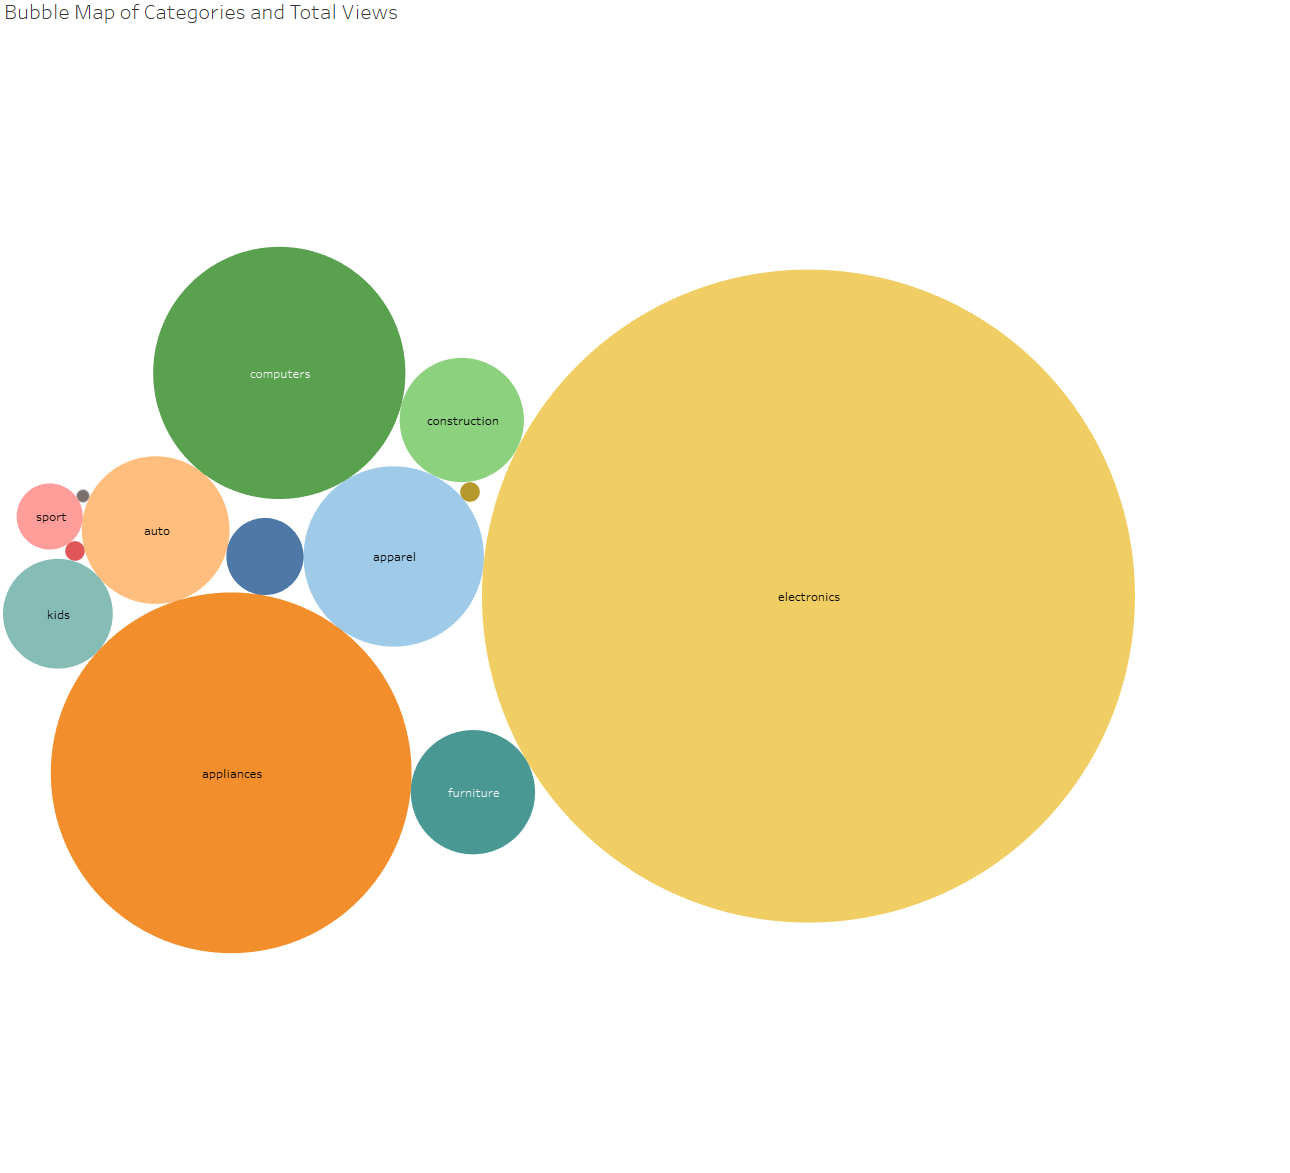 Bubble Map of Categories and Total Views
computers
construction
sport
auto
apparel
electronics
kids
appliances
furniture